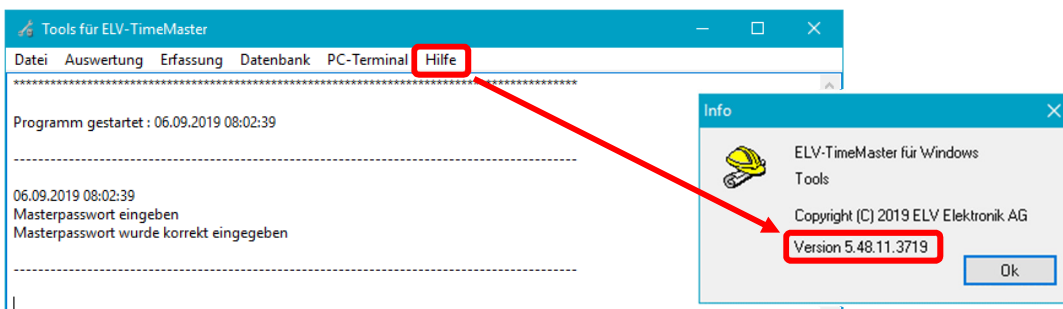 Tools für ELV-TimeMaster
Datei Auswertung Erfassung Datenbank PC-Terminal Hilfe
********************************************************************************************
Programm gestartet : 06.09.2019 08:02:39
--------------------------------------------------------------------------------------------
06.09.2019 08:02:39
Masterpasswort eingeben
Masterpasswort wurde korrekt eingegeben
--------------------------------------------------------------------------------------------
Info
ELV-TimeMaster für Windows
Tools
Copyright (C) 2019 ELV Elektronik AG
Version 5.48.11.3719
Ok